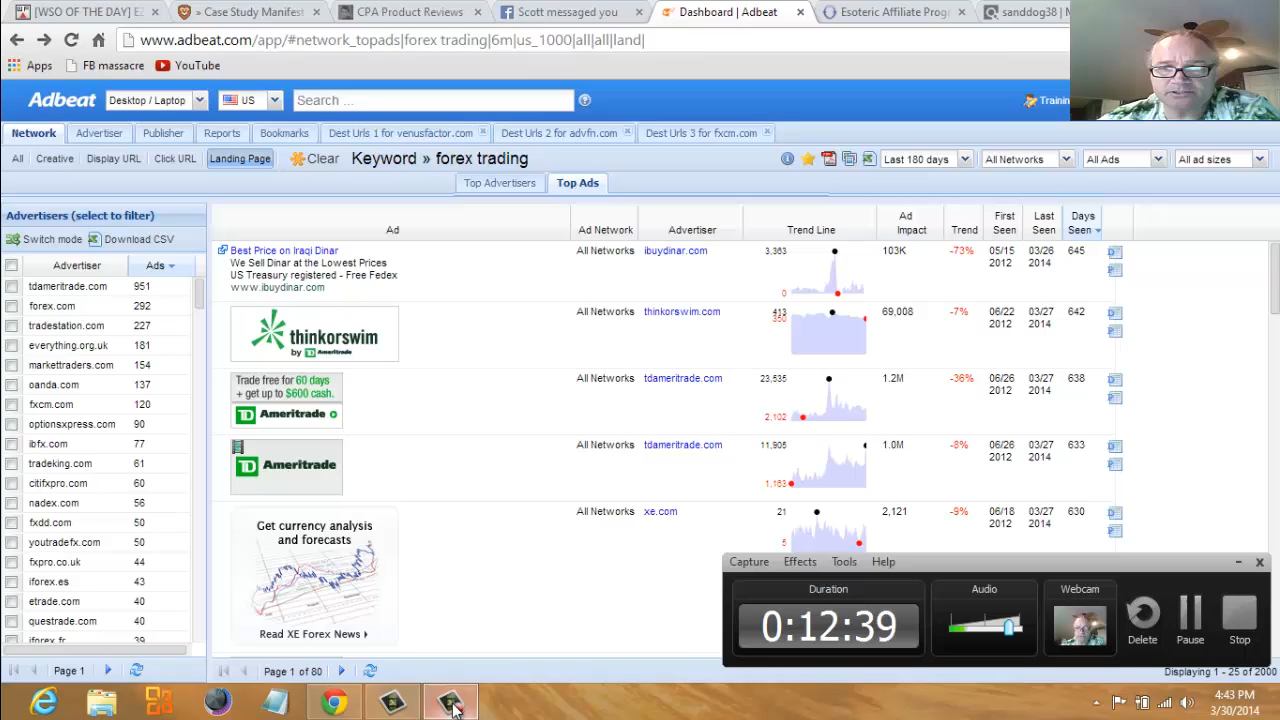 [WSO OF THE DAY] EZ
» Case Study Manifest
CPA Product Reviews
Scott messaged you
Dashboard | Adbeat
Esoteric Affiliate Prog
sanddog38 | M
www.adbeat.com/app/#network_topads|forex trading|6m|us_1000|all|all|land|
Apps FB massacre YouTube
Adbeat Desktop / Laptop US Search ... Training
Network Advertiser Publisher Reports Bookmarks Dest Urls 1 for venusfactor.com Dest Urls 2 for advfn.com Dest Urls 3 for fxcm.com
All Creative Display URL Click URL Landing Page Clear Keyword » forex trading Last 180 days All Networks All Ads All ad sizes
Top Advertisers Top Ads
Advertisers (select to filter)
Switch mode Download CSV
Advertiser Ads
tdameritrade.com 951
forex.com 292
tradestation.com 227
everything.org.uk 181
markettraders.com 154
oanda.com 137
fxcm.com 120
optionsxpress.com 90
ibfx.com 77
tradeking.com 61
citifxpro.com 60
nadex.com 56
fxdd.com 50
youtradefx.com 50
fxpro.co.uk 50
iforex.es 43
etrade.com 40
questrade.com 40
iforex.fr 39
Page 1
Ad Ad Network Advertiser Trend Line Ad Impact Trend First Seen Last Seen Days Seen
Best Price on Iraqi Dinar
We Sell Dinar at the Lowest Prices
US Treasury registered - Free Fedex
www.ibuydinar.com
All Networks ibuydinar.com 3,363 0 103K -73% 05/15 2012 03/26 2014 645
thinkorswim
by TD Ameritrade
All Networks thinkorswim.com 413 350 69,008 -7% 06/22 2012 03/27 2014 642
Trade free for 60 days
+ get up to $600 cash.
TD Ameritrade
All Networks tdameritrade.com 23,535 2,102 1.2M -36% 06/26 2012 03/27 2014 638
TD Ameritrade
All Networks tdameritrade.com 11,905 1,163 1.0M -8% 06/26 2012 03/27 2014 633
Get currency analysis
and forecasts
Read XE Forex News
All Networks xe.com 21 5 2,121 -9% 06/18 2012 03/27 2014 630
Page 1 of 80
Displaying 1 - 25 of 2000
Capture Effects Tools Help
Duration Audio Webcam
0:12:39
Delete Pause Stop
4:43 PM
3/30/2014